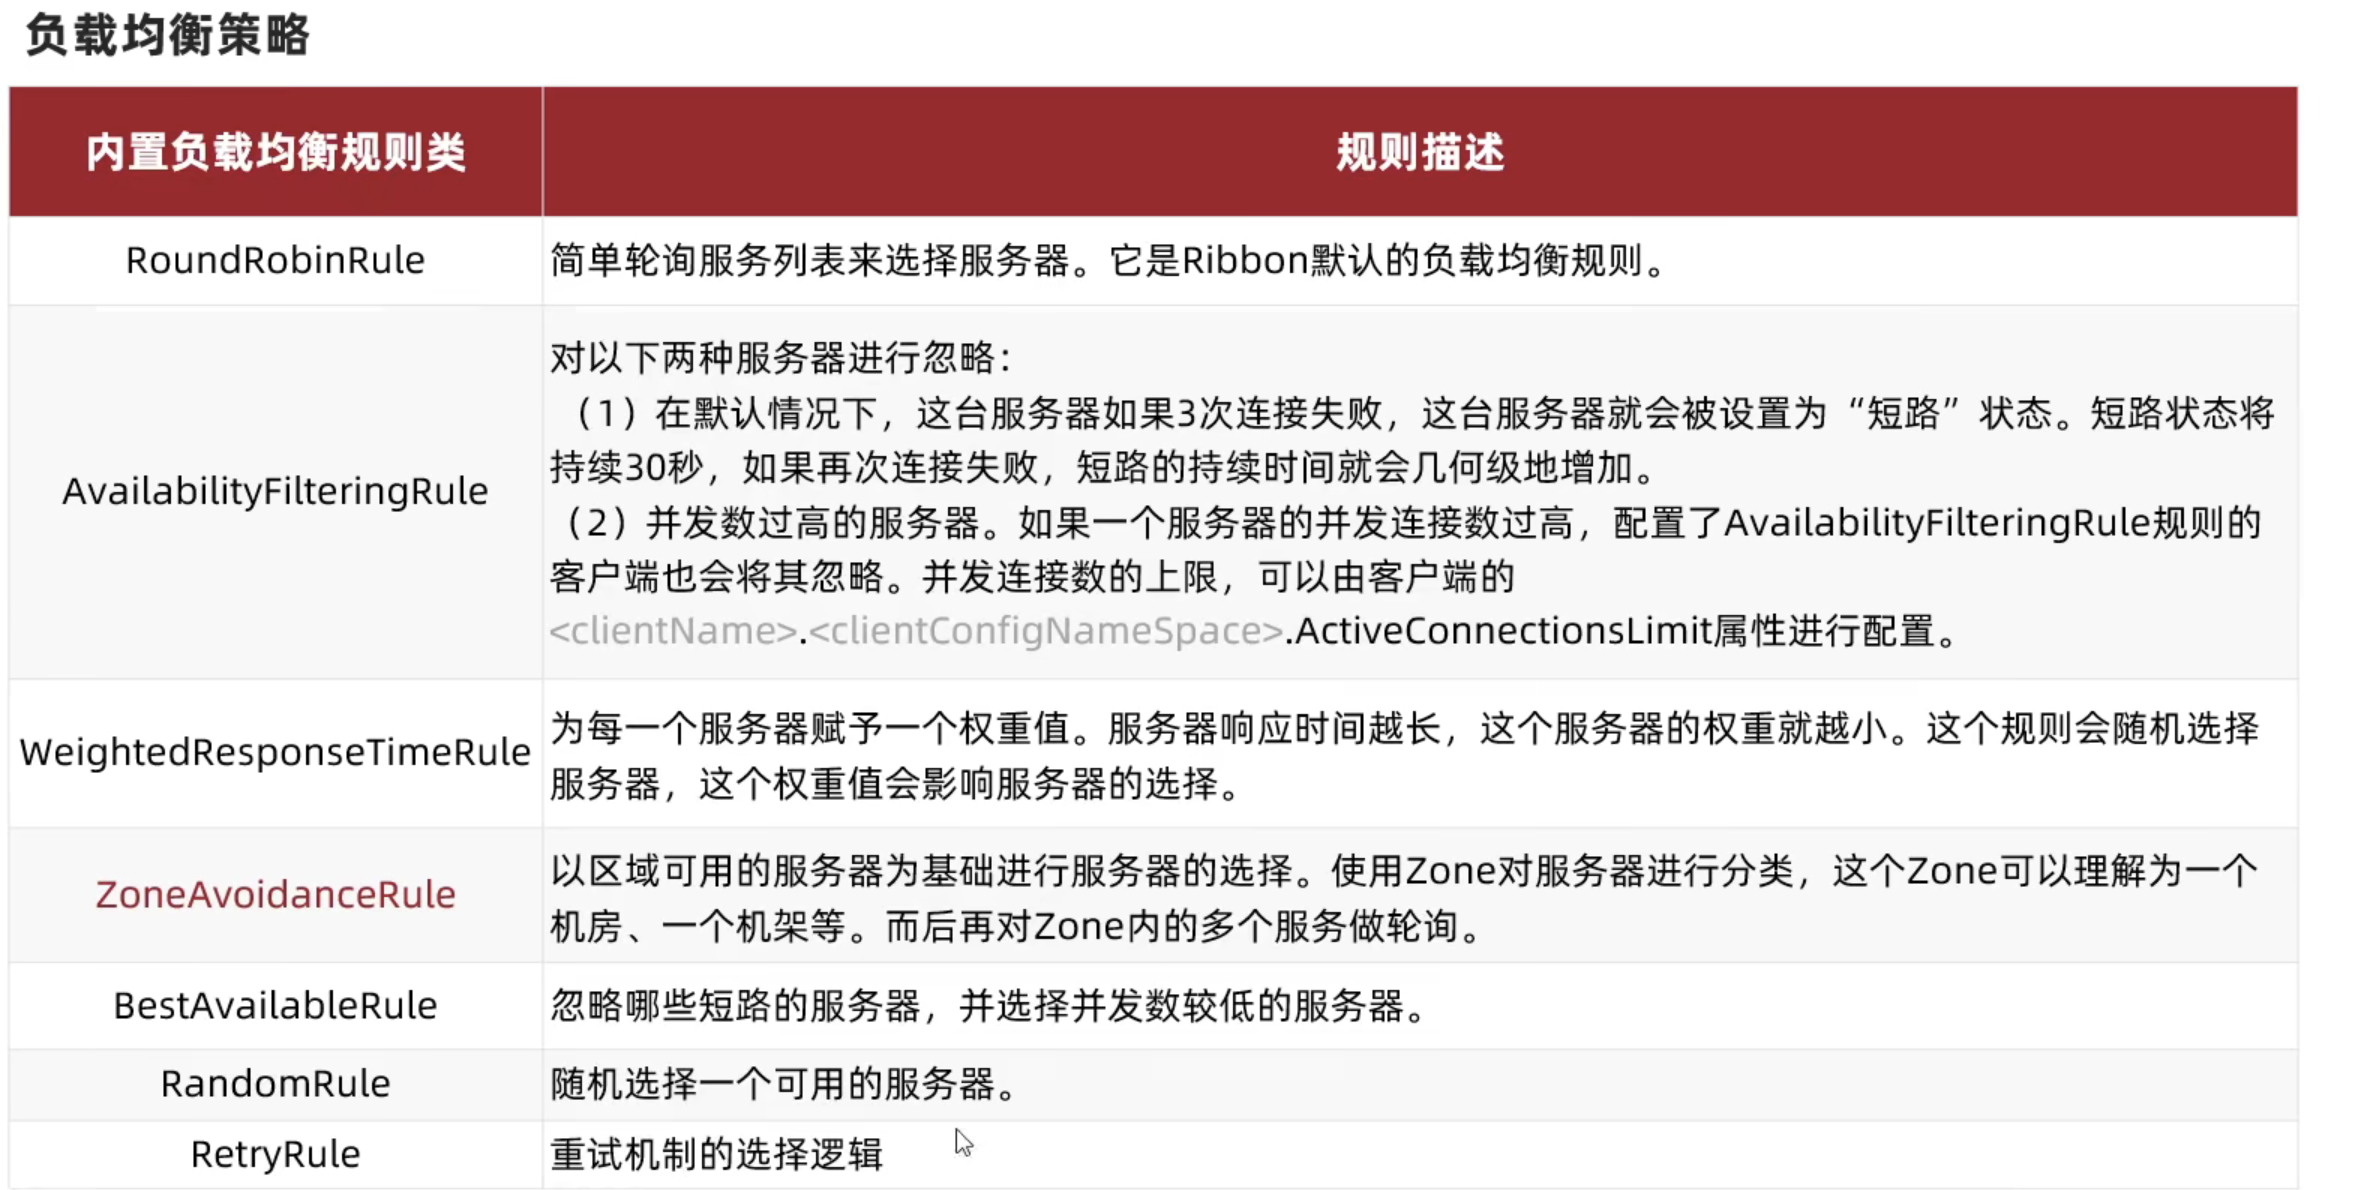 负载均衡策略
内置负载均衡规则类
规则描述
RoundRobinRule
简单轮询服务列表来选择服务器。它是Ribbon默认的负载均衡规则。
AvailabilityFilteringRule
对以下两种服务器进行忽略：
（1）在默认情况下，这台服务器如果3次连接失败，这台服务器就会被设置为“短路”状态。短路状态将
持续30秒，如果再次连接失败，短路的持续时间就会几何级地增加。
（2）并发数过高的服务器。如果一个服务器的并发连接数过高，配置了AvailabilityFilteringRule规则的
客户端也会将其忽略。并发连接数的上限，可以由客户端的
<clientName>.<clientConfigNameSpace>.ActiveConnectionsLimit属性进行配置。
WeightedResponseTimeRule
为每一个服务器赋予一个权重值。服务器响应时间越长，这个服务器的权重就越小。这个规则会随机选择
服务器，这个权重值会影响服务器的选择。
ZoneAvoidanceRule
以区域可用的服务器为基础进行服务器的选择。使用Zone对服务器进行分类，这个Zone可以理解为一个
机房、一个机架等。而后再对Zone内的多个服务做轮询。
BestAvailableRule
忽略哪些短路的服务器，并选择并发数较低的服务器。
RandomRule
随机选择一个可用的服务器。
RetryRule
重试机制的选择逻辑